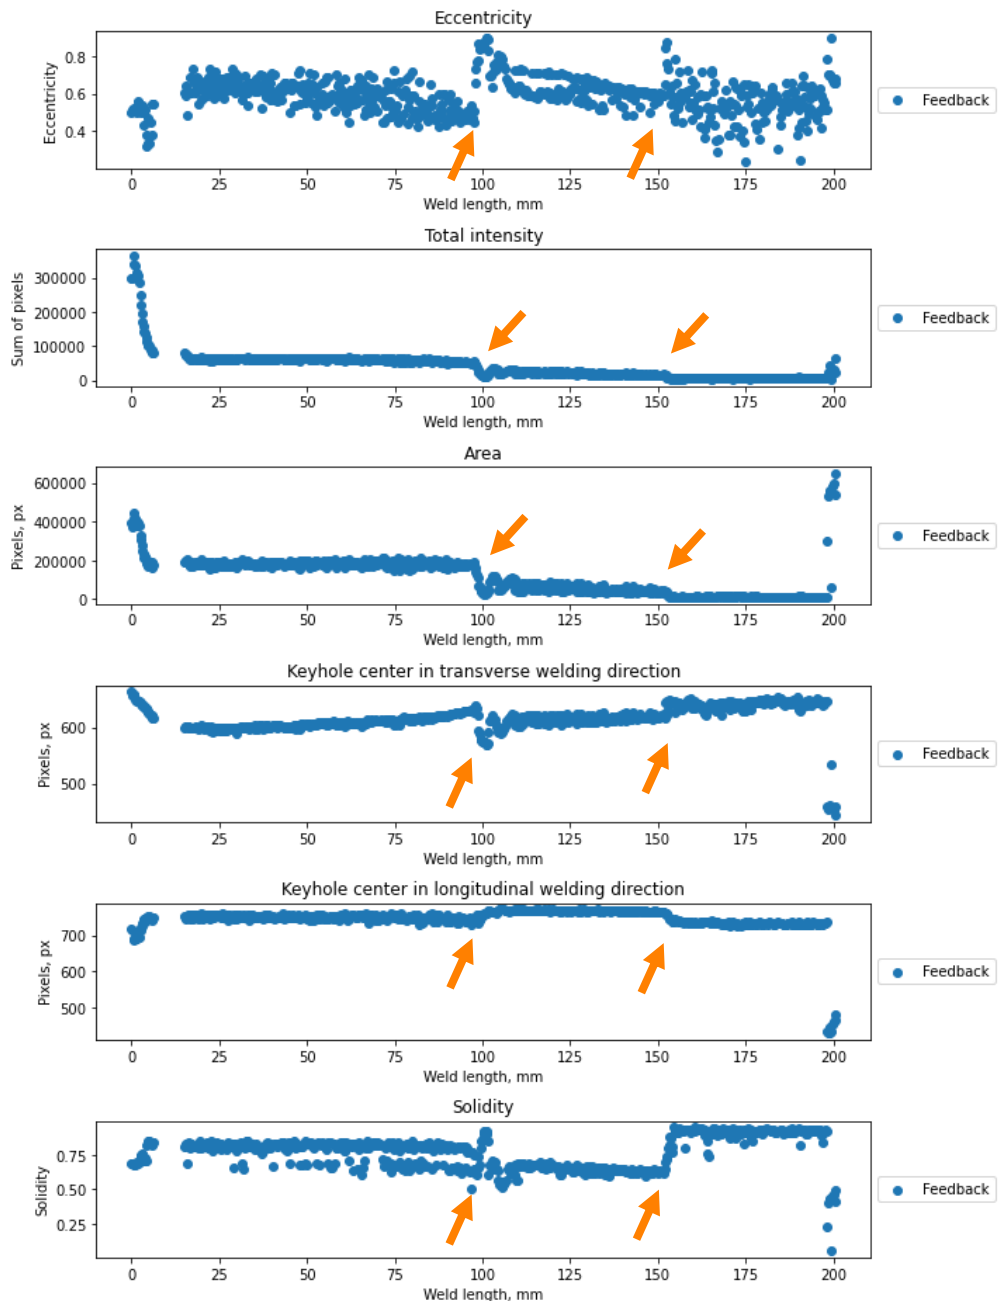 Eccentricity
0.8
0.6
0.4
Eccentricity
0 25 50 75 100 125 150 175 200
Weld length, mm
Feedback
Total intensity
300000
200000
100000
0
Sum of pixels
0 25 50 75 100 125 150 175 200
Weld length, mm
Feedback
Area
600000
400000
200000
0
Pixels, px
0 25 50 75 100 125 150 175 200
Weld length, mm
Feedback
Keyhole center in transverse welding direction
600
500
Pixels, px
0 25 50 75 100 125 150 175 200
Weld length, mm
Feedback
Keyhole center in longitudinal welding direction
700
600
500
Pixels, px
0 25 50 75 100 125 150 175 200
Weld length, mm
Feedback
Solidity
0.75
0.50
0.25
Solidity
0 25 50 75 100 125 150 175 200
Weld length, mm
Feedback